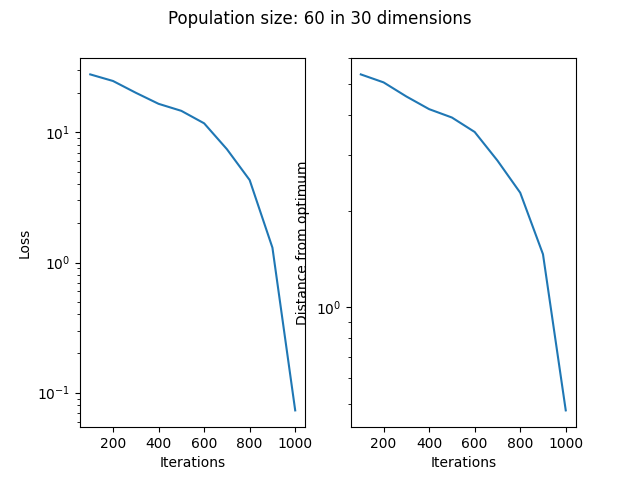 Population size: 60 in 30 dimensions
Loss
10¹
10⁰
10⁻¹
200 400 600 800 1000
Iterations
Distance from optimum
10⁰
200 400 600 800 1000
Iterations